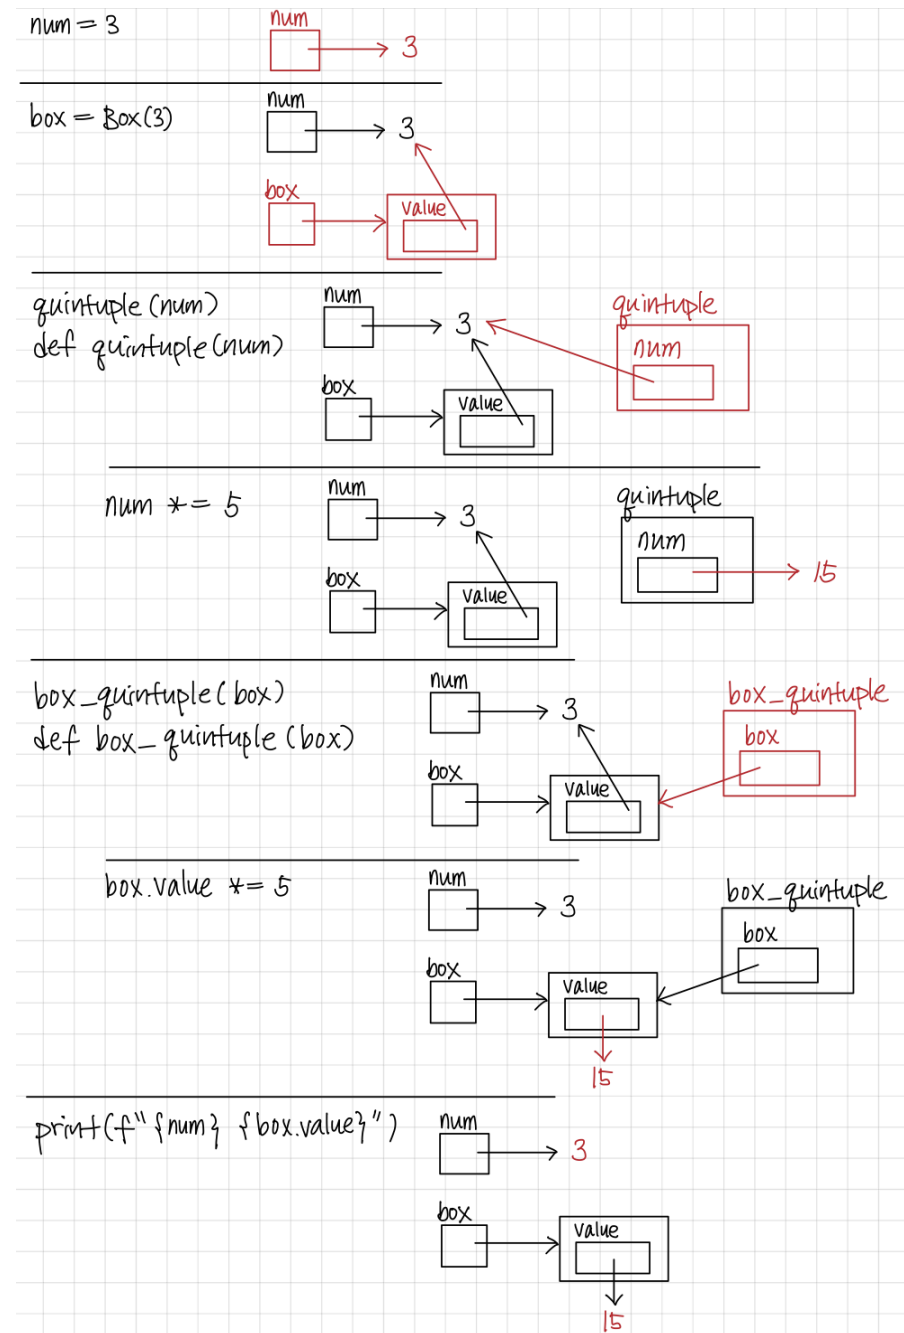 num = 3
num
3
box = Box(3)
num
3
box
value
quintuple (num)
def quintuple (num)
num
3
quintuple
num
box
value
num *= 5
num
3
quintuple
num
15
box
value
box_quintuple (box)
def box_quintuple (box)
num
3
box_quintuple
box
box
value
box.value *= 5
num
3
box_quintuple
box
box
value
15
print(f"{num} {box.value}")
num
3
box
value
15